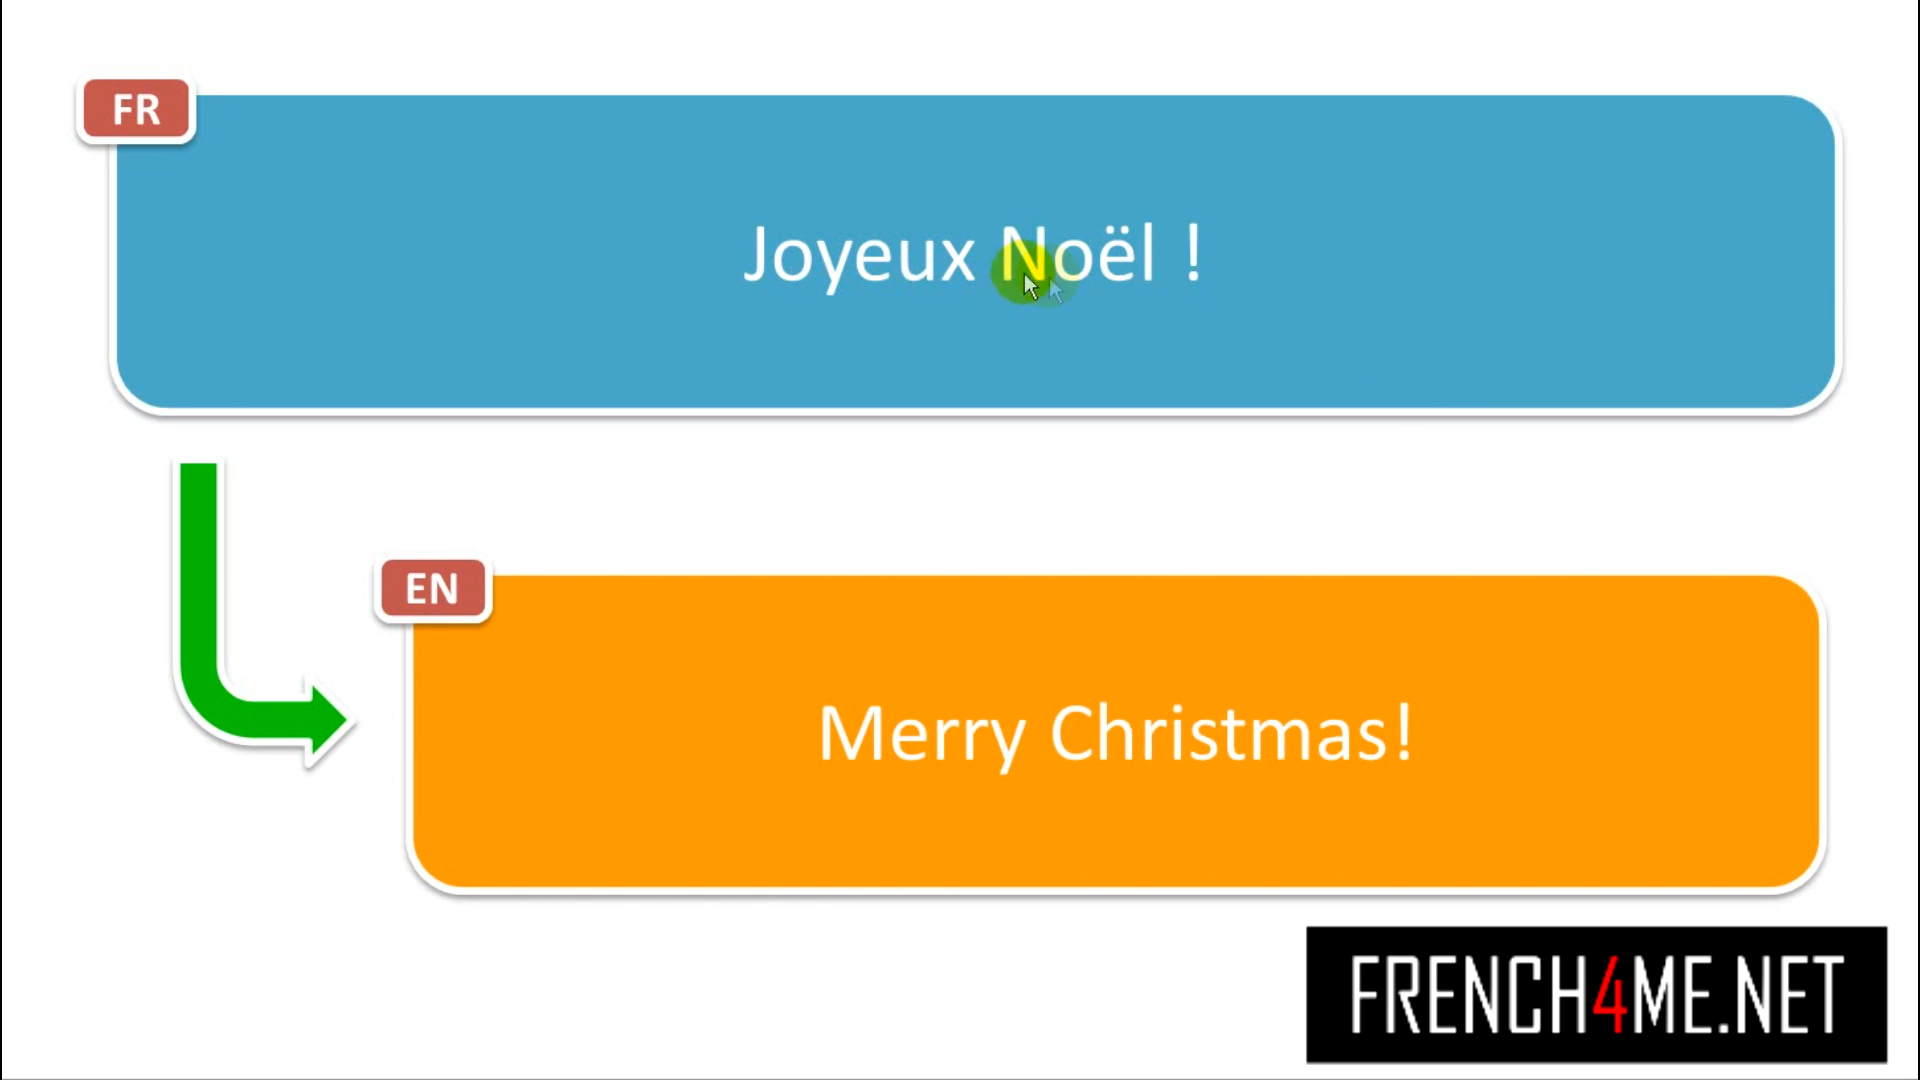 FR
Joyeux Noël !
EN
Merry Christmas!
FRENCH4ME.NET